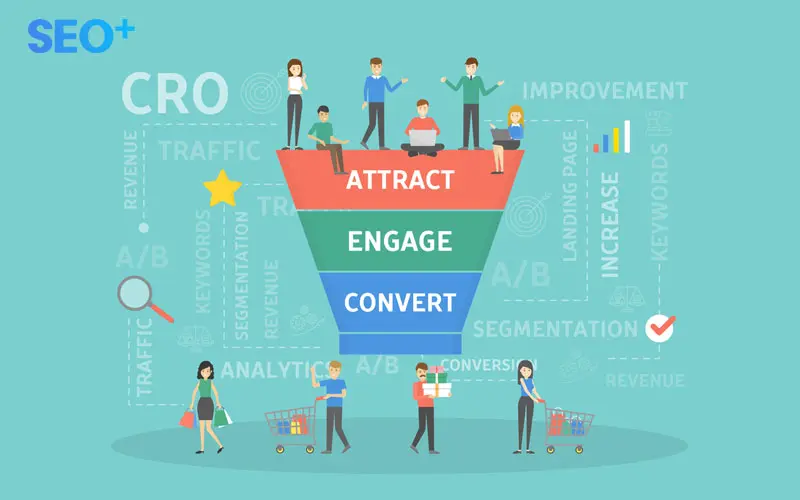 SEO+
CRO
IMPROVEMENT
REVENUE
TRAFFIC
LANDING PAGE
INCREASE
KEYWORDS
ATTRACT
KEYWORDS
SEGMENTATION
ENGAGE
A/B
REVENUE
A/B
CONVERT
TRAFFIC
SEGMENTATION
ANALYTICS
A/B
CONVERSION
REVENUE